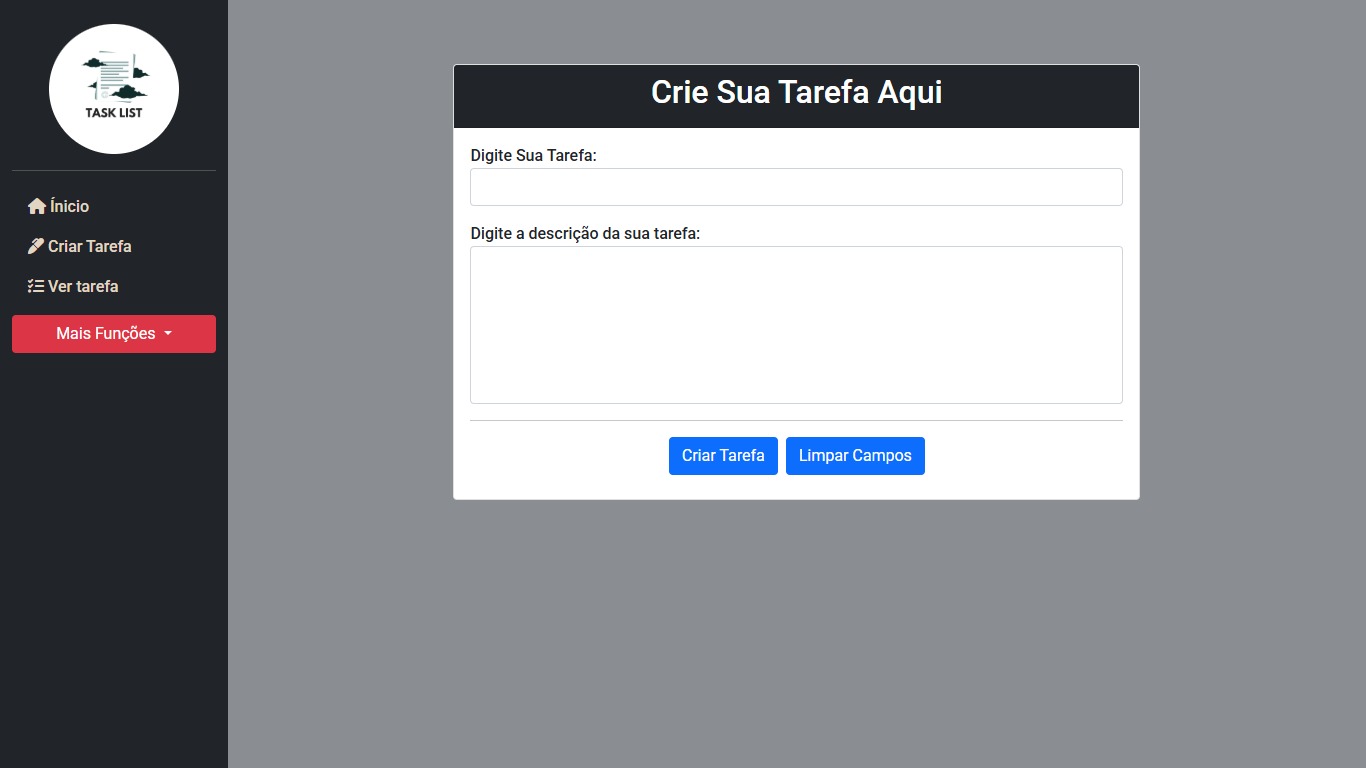 TASK LIST
Ínicio
Criar Tarefa
Ver tarefa
Mais Funções
Crie Sua Tarefa Aqui
Digite Sua Tarefa:
Digite a descrição da sua tarefa:
Criar Tarefa
Limpar Campos